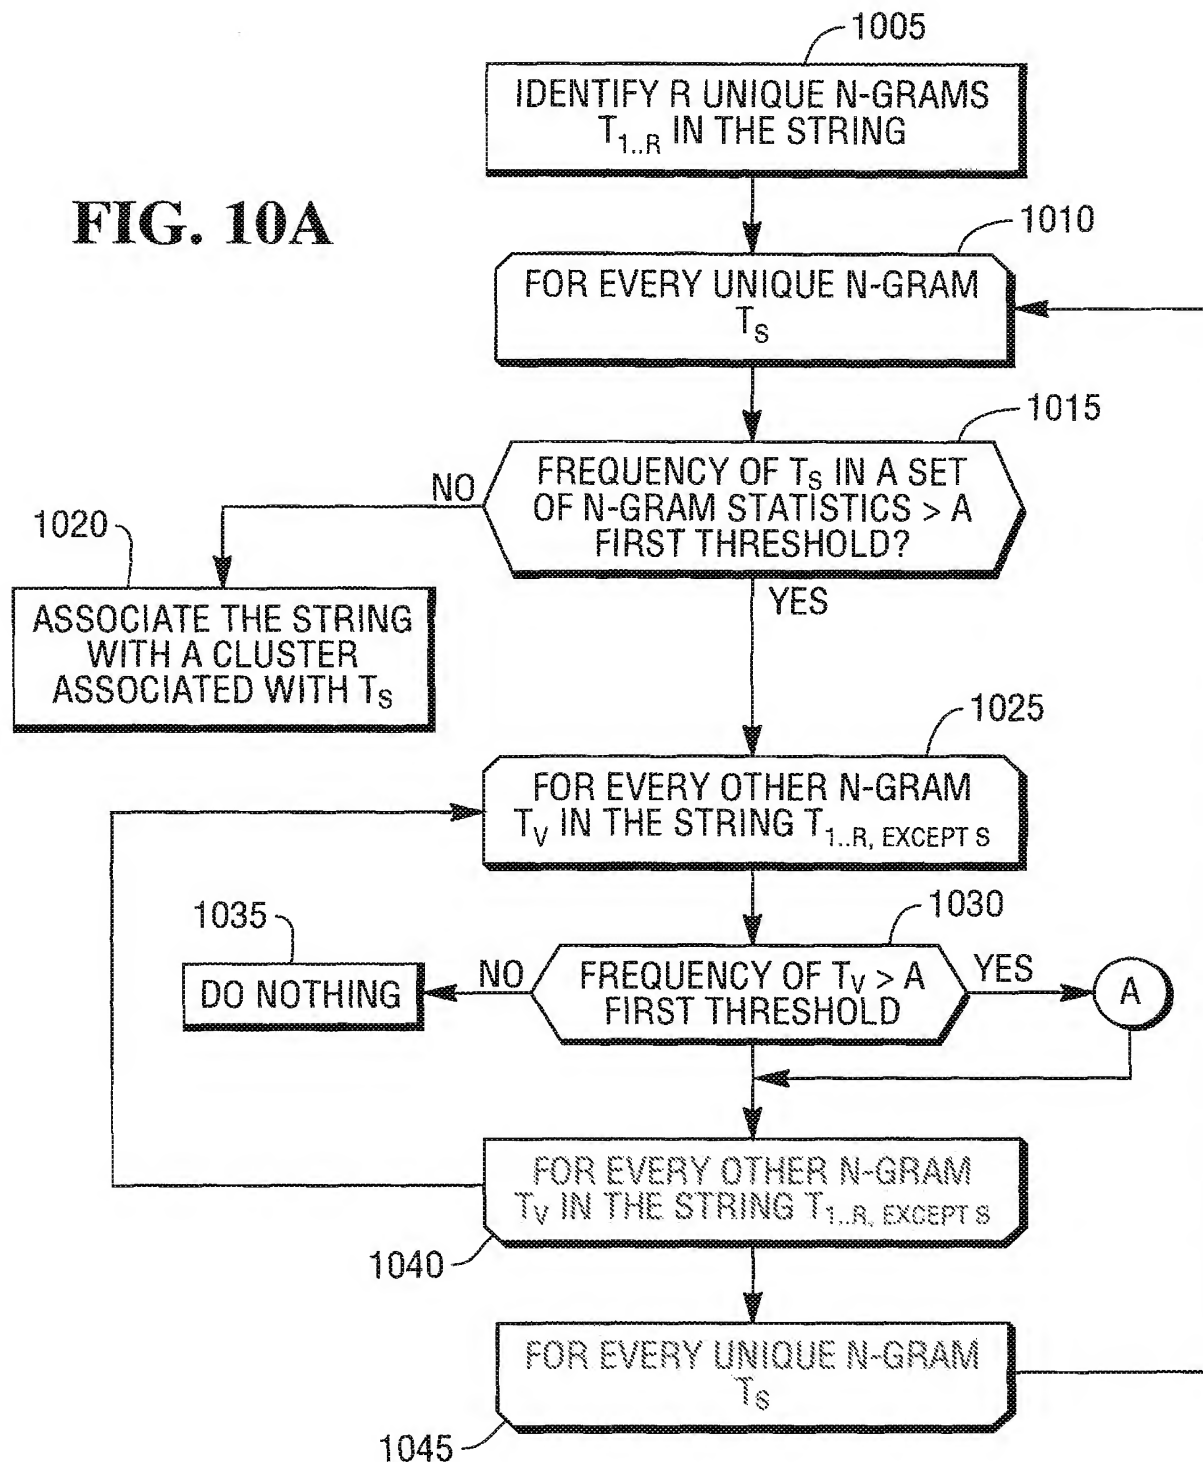 1005
IDENTIFY R UNIQUE N-GRAMS
T1..R IN THE STRING
FIG. 10A
1010
FOR EVERY UNIQUE N-GRAM
TS
1015
FREQUENCY OF TS IN A SET
OF N-GRAM STATISTICS > A
FIRST THRESHOLD?
NO
YES
1020
ASSOCIATE THE STRING
WITH A CLUSTER
ASSOCIATED WITH TS
1025
FOR EVERY OTHER N-GRAM
TV IN THE STRING T1..R, EXCEPT S
1030
FREQUENCY OF TV > A
FIRST THRESHOLD
NO
YES
1035
DO NOTHING
A
FOR EVERY OTHER N-GRAM
TV IN THE STRING T1..R, EXCEPT S
1040
FOR EVERY UNIQUE N-GRAM
TS
1045